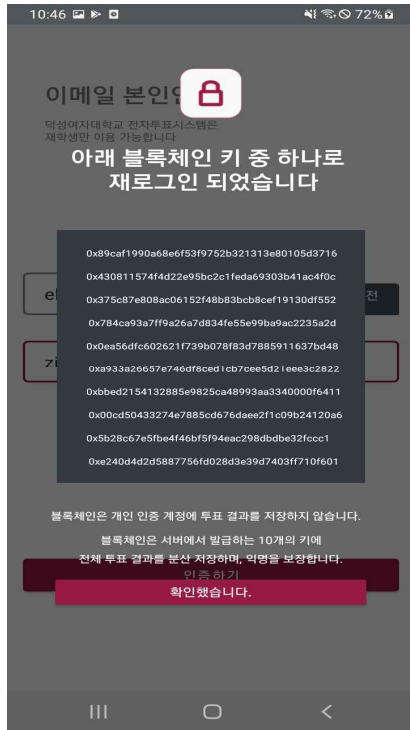 10:46
72%
이메일 본인인
덕성여자대학교 전자투표시스템은
재학생만 이용 가능합니다
아래 블록체인 키 중 하나로
재로그인 되었습니다
0x89caf1990a68e6f53f9752b321313e80105d3716
0x430811574f4d22e95bc2c1feda69303b41ac4f0c
0x375c87e808ac06152f48b83bcb8cef19130df552
el
전
0x784ca93a7ff9a26a7d834fe55e99ba9ac2235a2d
0x0ea56dfc602621f739b078f83d7885911637bd48
zi
0xa933a26657e746df8ced1cb7cee5d21eee3c2822
0xbbed2154132885e9825ca48993aa3340000f6411
0x00cd50433274e7885cd676daee2f1c09b24120a6
0x5b28c67e5fbe4f46bf5f94eac298dbdbe32fccc1
0xe240d4d2d5887756fd028d3e39d7403ff710f601
블록체인은 개인 인증 계정에 투표 결과를 저장하지 않습니다.
블록체인은 서버에서 발급하는 10개의 키에
전체 투표 결과를 분산 저장하며, 익명을 보장합니다.
인증하기
확인했습니다.